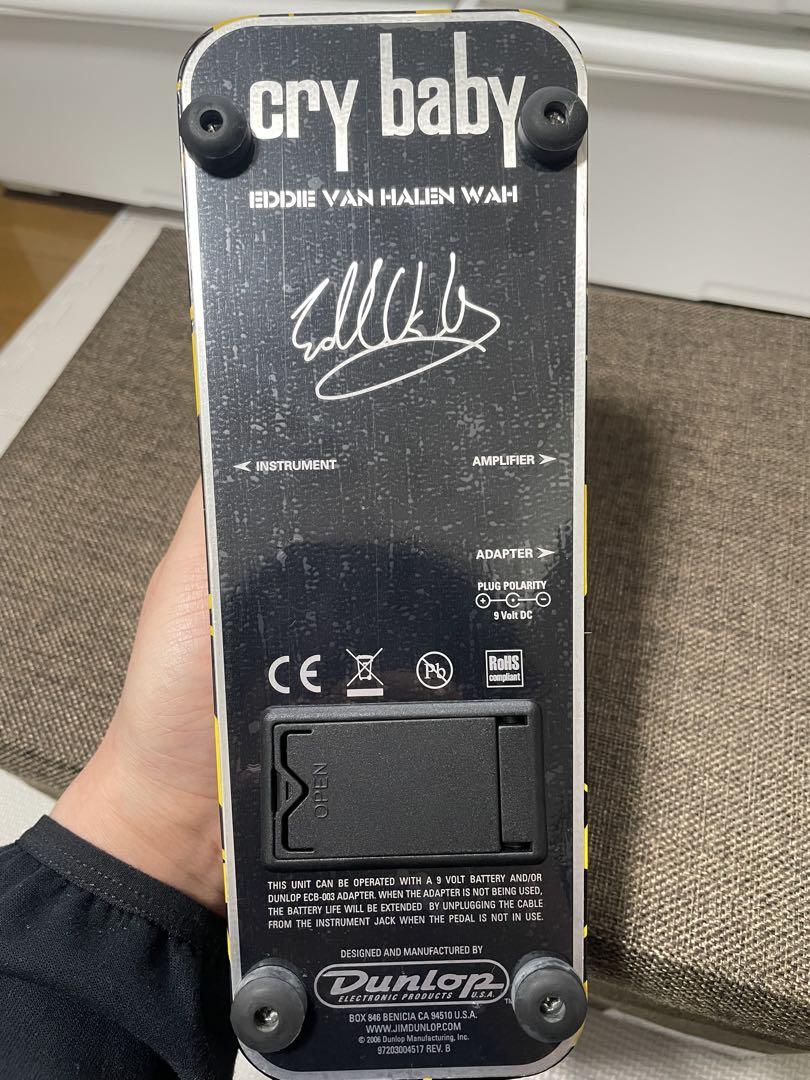 cry baby
EDDIE VAN HALEN WAH
INSTRUMENT
AMPLIFIER
ADAPTER
PLUG POLARITY
+ -
9 Volt DC
CE Pb RoHS
compliant
OPEN
THIS UNIT CAN BE OPERATED WITH A 9 VOLT BATTERY AND/OR
DUNLOP ECB-003 ADAPTER. WHEN THE ADAPTER IS NOT BEING USED,
THE BATTERY LIFE WILL BE EXTENDED BY UNPLUGGING THE CABLE
FROM THE INSTRUMENT JACK WHEN THE PEDAL IS NOT IN USE.
DESIGNED AND MANUFACTURED BY
Dunlop
ELECTRONIC PRODUCTS U.S.A. ™
BOX 846 BENICIA CA 94510 U.S.A.
WWW.JIMDUNLOP.COM
© 2006 Dunlop Manufacturing, Inc.
97203004517 REV. B